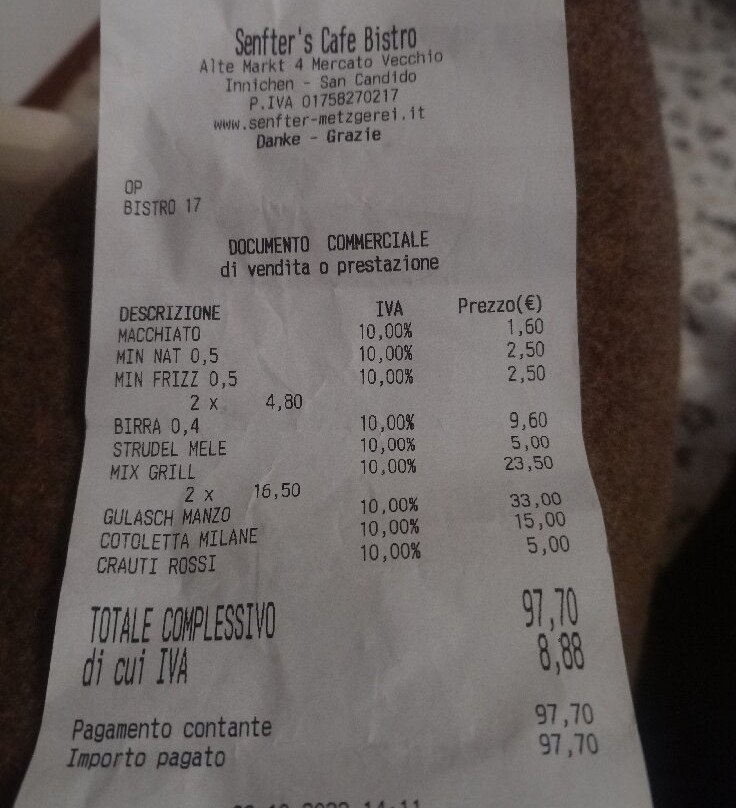 Senfter's Cafe Bistro
Alte Markt 4 Mercato Vecchio
Innichen - San Candido
P.IVA 01758270217
www.senfter-metzgerei.it
Danke - Grazie
OP
BISTRO 17
DOCUMENTO COMMERCIALE
di vendita o prestazione
DESCRIZIONE IVA Prezzo(€)
MACCHIATO 10,00% 1,60
MIN NAT 0,5 10,00% 2,50
MIN FRIZZ 0,5 10,00% 2,50
2 x 4,80
BIRRA 0,4 10,00% 9,60
STRUDEL MELE 10,00% 5,00
MIX GRILL 10,00% 23,50
2 x 16,50
GULASCH MANZO 10,00% 33,00
COTOLETTA MILANE 10,00% 15,00
CRAUTI ROSSI 10,00% 5,00
TOTALE COMPLESSIVO 97,70
di cui IVA 8,88
Pagamento contante 97,70
Importo pagato 97,70